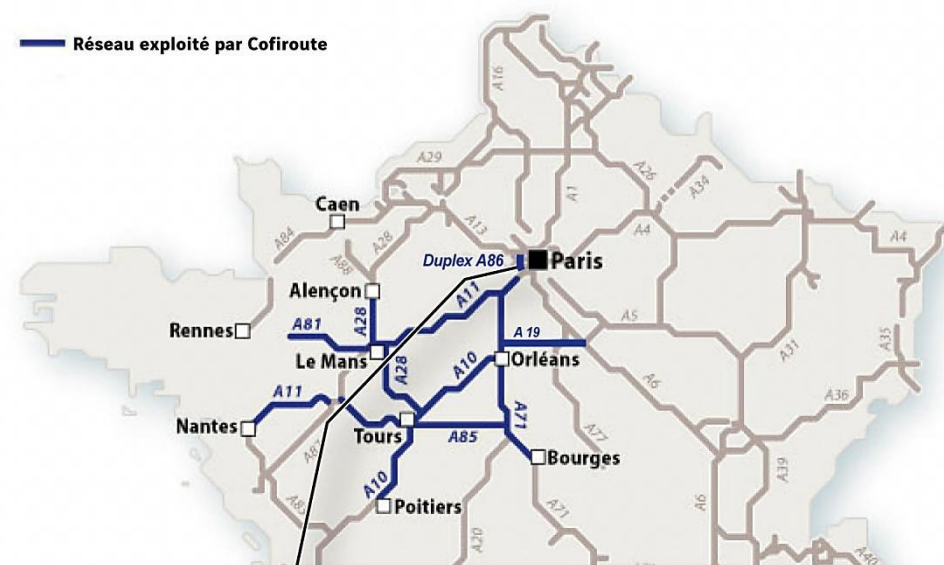 Réseau exploité par Cofiroute
A16
A29
A26
A34
A1
Caen
A84
A88
A28
A13
A4
A4
Duplex A86
Paris
Alençon
A11
A5
Rennes
A81
A28
A 19
A31
A35
Le Mans
A28
A10
Orléans
A6
A36
A11
Nantes
Tours
A85
A71
A77
A87
Bourges
A39
A10
Poitiers
A83
A6
A71
A20
A40